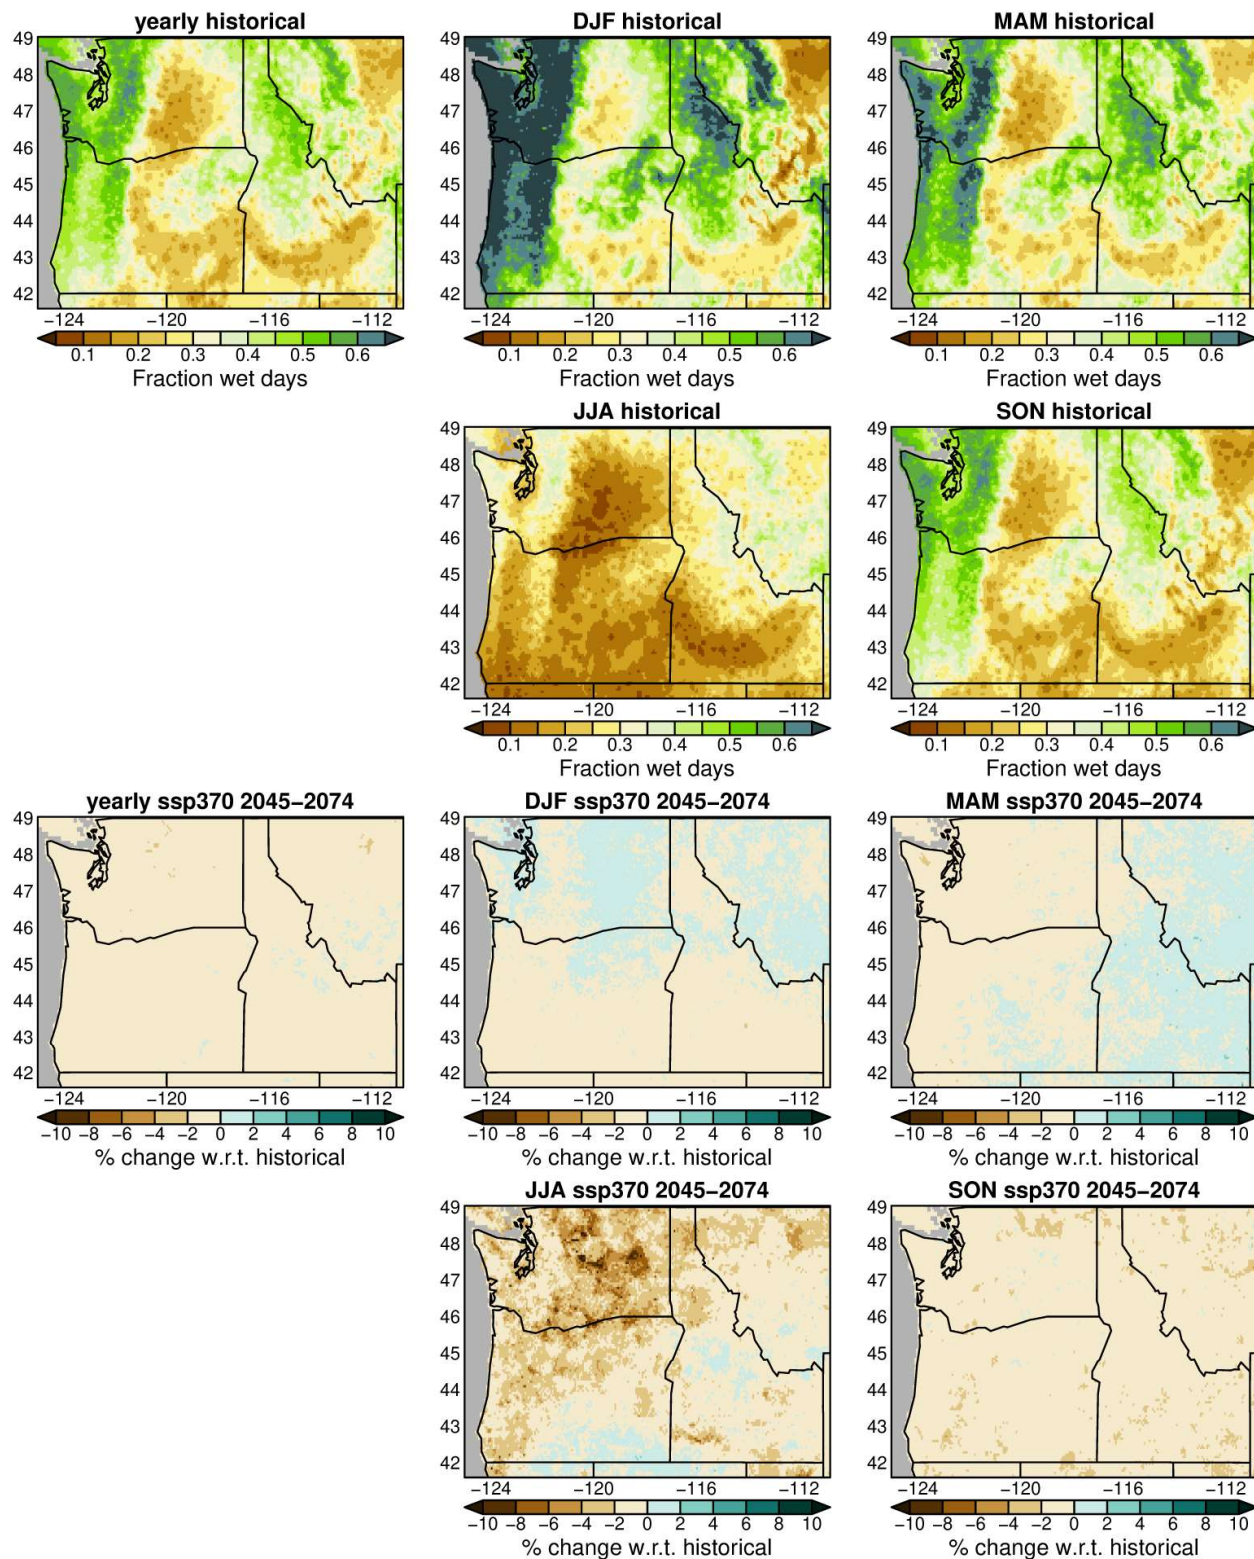 yearly historical
DJF historical
MAM historical
49
48
47
46
45
44
43
42
49
48
47
46
45
44
43
42
49
48
47
46
45
44
43
42
−124 −120 −116 −112
−124 −120 −116 −112
−124 −120 −116 −112
0.1 0.2 0.3 0.4 0.5 0.6
0.1 0.2 0.3 0.4 0.5 0.6
0.1 0.2 0.3 0.4 0.5 0.6
Fraction wet days
Fraction wet days
Fraction wet days
JJA historical
SON historical
49
48
47
46
45
44
43
42
49
48
47
46
45
44
43
42
−124 −120 −116 −112
−124 −120 −116 −112
0.1 0.2 0.3 0.4 0.5 0.6
0.1 0.2 0.3 0.4 0.5 0.6
Fraction wet days
Fraction wet days
yearly ssp370 2045−2074
DJF ssp370 2045−2074
MAM ssp370 2045−2074
49
48
47
46
45
44
43
42
49
48
47
46
45
44
43
42
49
48
47
46
45
44
43
42
−124 −120 −116 −112
−124 −120 −116 −112
−124 −120 −116 −112
−10 −8 −6 −4 −2 0 2 4 6 8 10
−10 −8 −6 −4 −2 0 2 4 6 8 10
−10 −8 −6 −4 −2 0 2 4 6 8 10
% change w.r.t. historical
% change w.r.t. historical
% change w.r.t. historical
JJA ssp370 2045−2074
SON ssp370 2045−2074
49
48
47
46
45
44
43
42
49
48
47
46
45
44
43
42
−124 −120 −116 −112
−124 −120 −116 −112
−10 −8 −6 −4 −2 0 2 4 6 8 10
−10 −8 −6 −4 −2 0 2 4 6 8 10
% change w.r.t. historical
% change w.r.t. historical